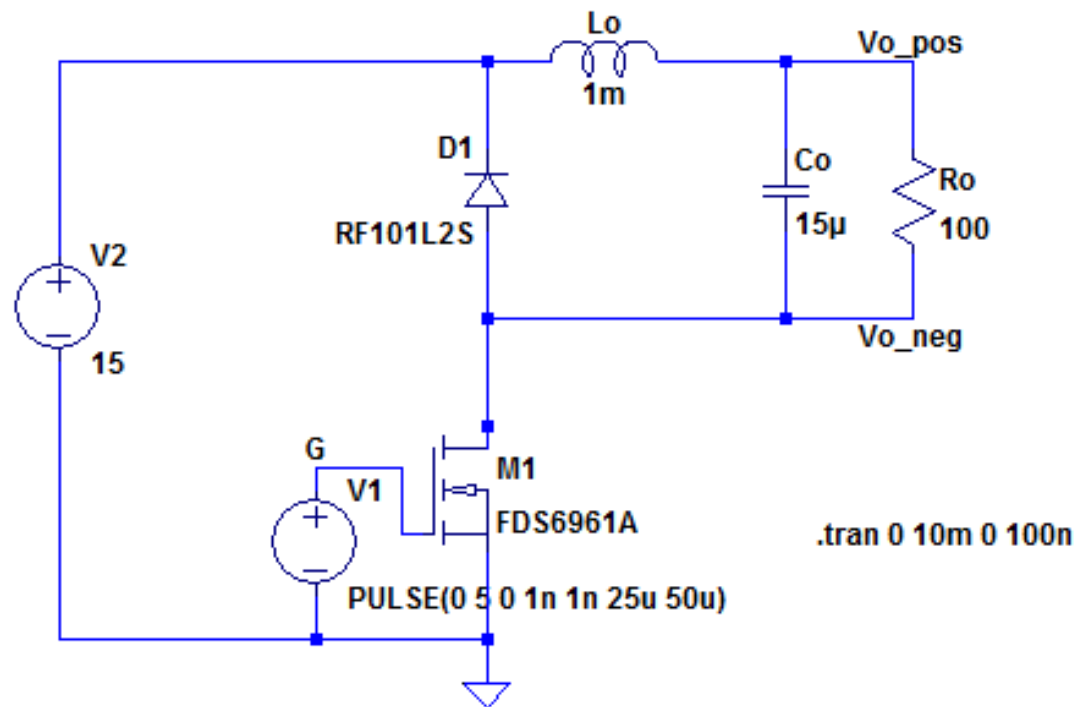 Lo
Vo_pos
1m
D1
Co
Ro
RF101L2S
15µ
100
V2
Vo_neg
15
G
V1
M1
FDS6961A
.tran 0 10m 0 100n
PULSE(0 5 0 1n 1n 25u 50u)